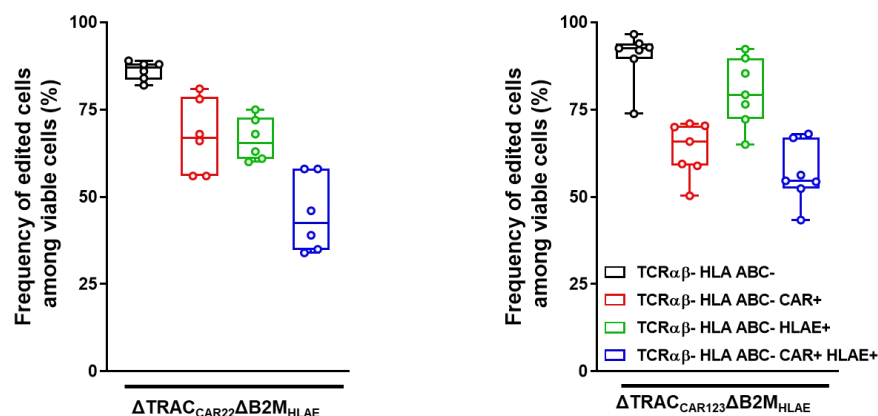 Frequency of edited cells
among viable cells (%)
100
75
50
25
0
ΔTRAC_CAR22ΔB2M_HLAE
Frequency of edited cells
among viable cells (%)
100
75
50
25
0
TCRαβ- HLA ABC-
TCRαβ- HLA ABC- CAR+
TCRαβ- HLA ABC- HLAE+
TCRαβ- HLA ABC- CAR+ HLAE+
ΔTRAC_CAR123ΔB2M_HLAE